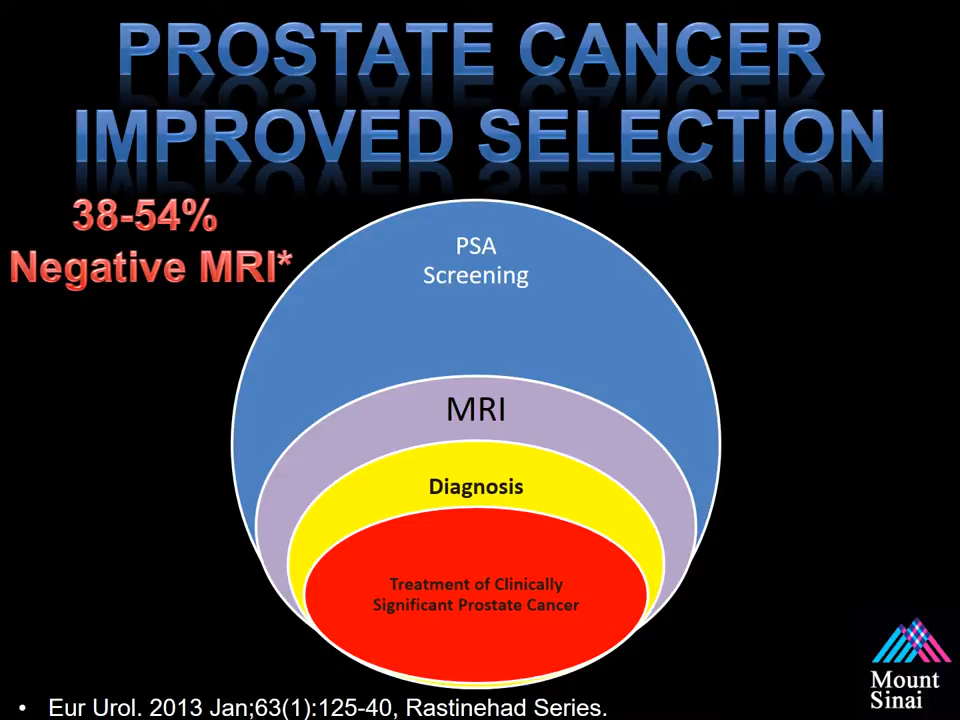 PROSTATE CANCER
IMPROVED SELECTION
38-54%
Negative MRI*
PSA
Screening
MRI
Diagnosis
Treatment of Clinically
Significant Prostate Cancer
• Eur Urol. 2013 Jan;63(1):125-40, Rastinehad Series.
Mount
Sinai